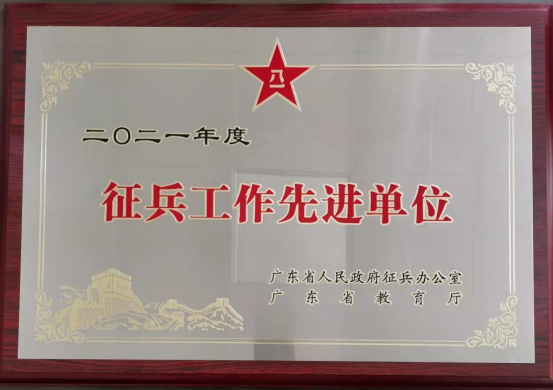 八一
二〇二一年度
征兵工作先进单位
广东省人民政府征兵办公室
广东省教育厅